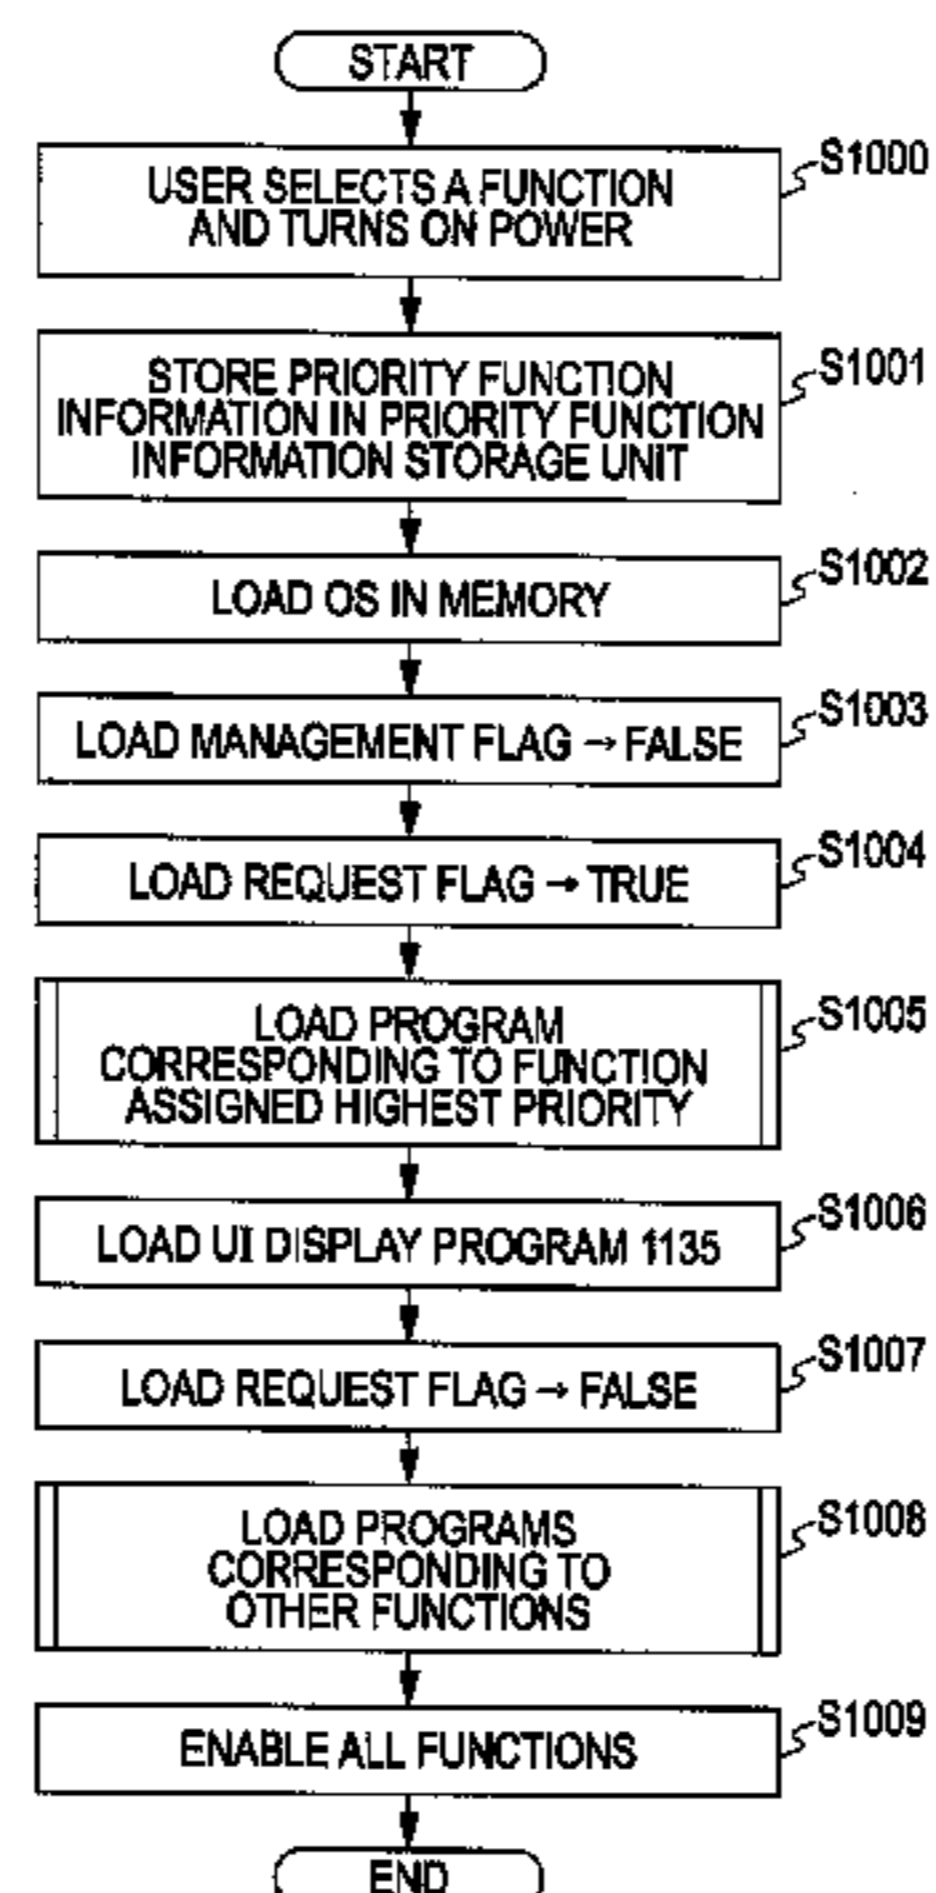 START
USER SELECTS A FUNCTION
AND TURNS ON POWER
S1000
STORE PRIORITY FUNCTION
INFORMATION IN PRIORITY FUNCTION
INFORMATION STORAGE UNIT
S1001
LOAD OS IN MEMORY
S1002
LOAD MANAGEMENT FLAG → FALSE
S1003
LOAD REQUEST FLAG → TRUE
S1004
LOAD PROGRAM
CORRESPONDING TO FUNCTION
ASSIGNED HIGHEST PRIORITY
S1005
LOAD UI DISPLAY PROGRAM 1135
S1006
LOAD REQUEST FLAG → FALSE
S1007
LOAD PROGRAMS
CORRESPONDING TO
OTHER FUNCTIONS
S1008
ENABLE ALL FUNCTIONS
S1009
END